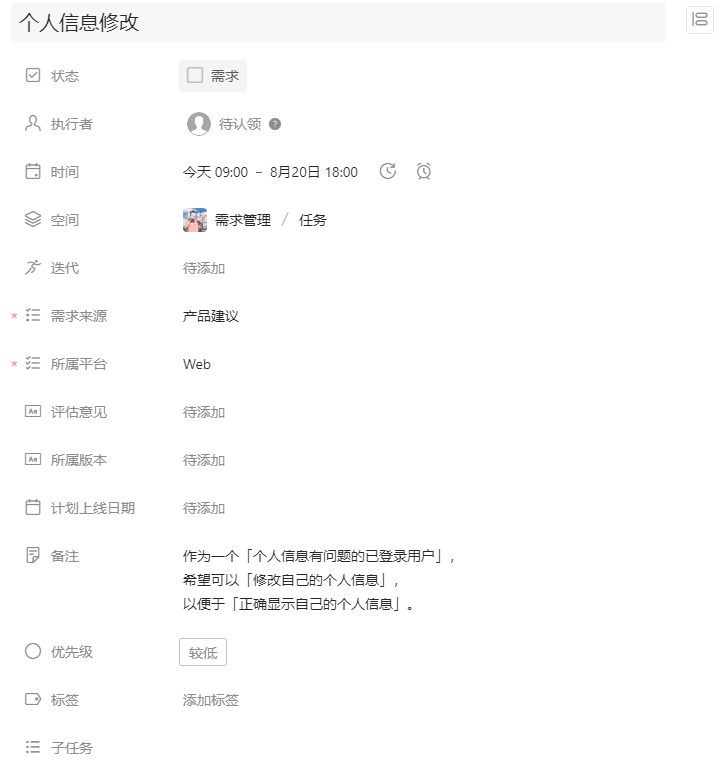 个人信息修改
状态 需求
执行者 待认领 ?
时间 今天 09:00 – 8月20日 18:00
空间 需求管理 / 任务
迭代 待添加
* 需求来源 产品建议
* 所属平台 Web
Aa 评估意见 待添加
Aa 所属版本 待添加
计划上线日期 待添加
备注 作为一个「个人信息有问题的已登录用户」,
希望可以「修改自己的个人信息」,
以便于「正确显示自己的个人信息」。
优先级 较低
标签 添加标签
子任务